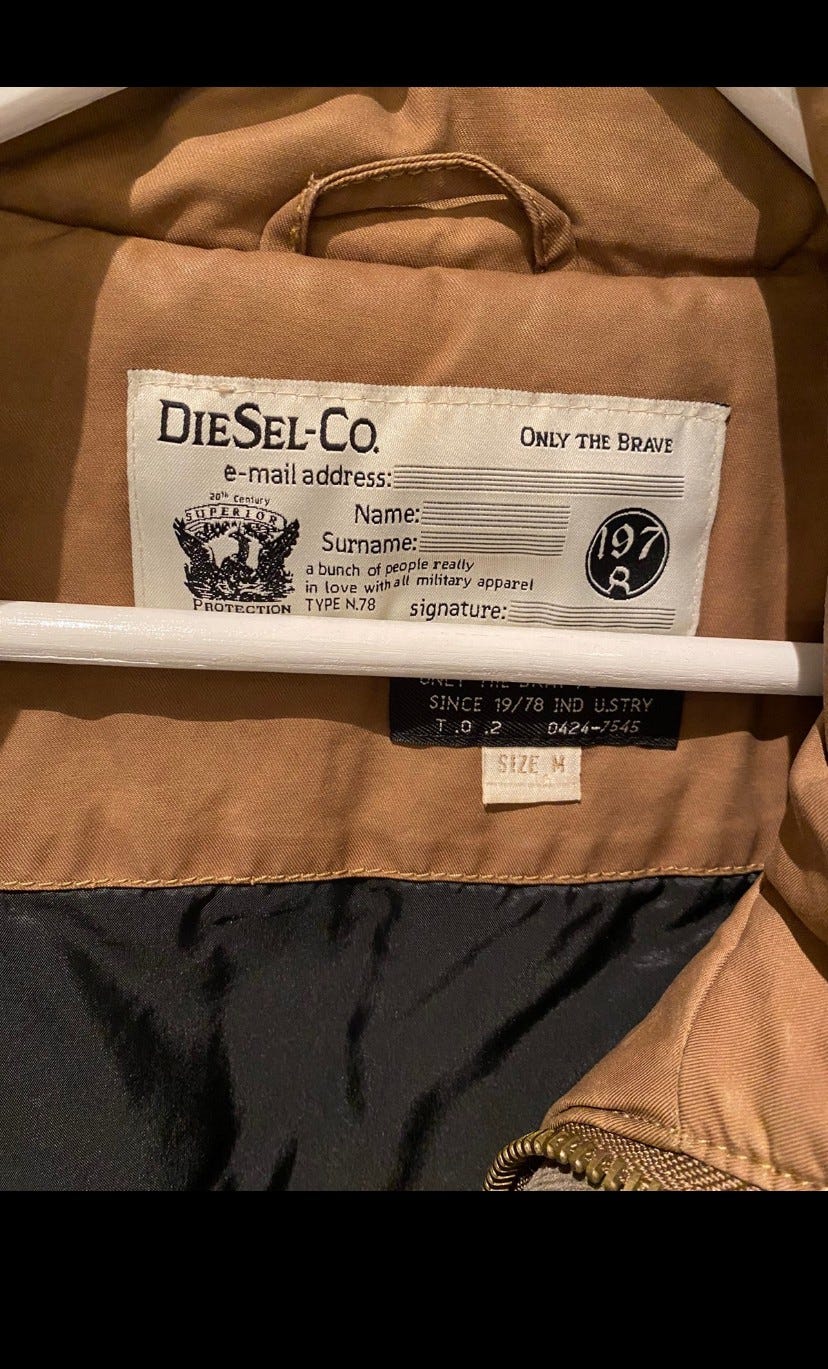 DIESEL-CO.
ONLY THE BRAVE
e-mail address:
20th Century
SUPERIOR
Name:
Surname:
197
8
a bunch of people really
in love with all military apparel
PROTECTION
TYPE N.78
signature:
SINCE 19/78 IND U.STRY
T .0 .2 0424-7545
SIZE M